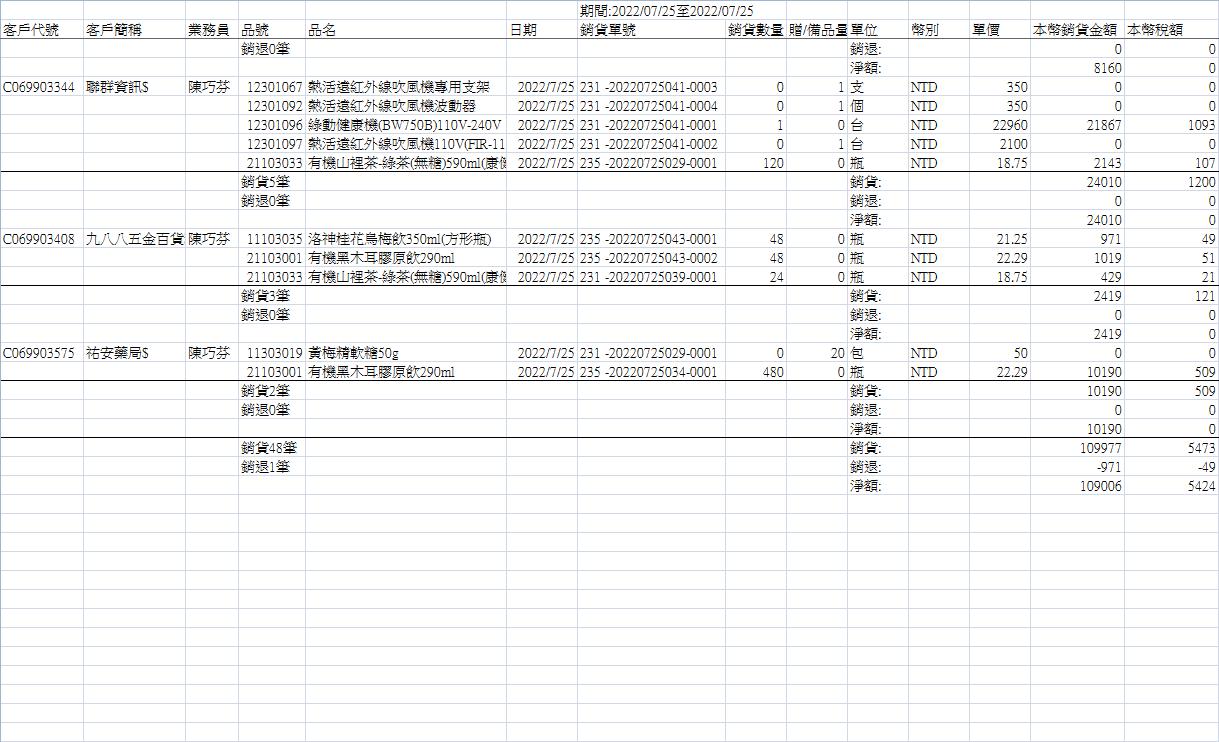 期間:2022/07/25至2022/07/25
客戶代號 客戶簡稱 業務員 品號 品名 日期 銷貨單號 銷貨數量 贈/備品量 單位 幣別 單價 本幣銷貨金額 本幣稅額
銷退0筆 銷退: 0 0
淨額: 8160 0
C069903344 聯群資訊$ 陳巧芬 12301067 熱活遠紅外線吹風機專用支架 2022/7/25 231 -20220725041-0003 0 1 支 NTD 350 0 0
12301092 熱活遠紅外線吹風機波動器 2022/7/25 231 -20220725041-0004 0 1 個 NTD 350 0 0
12301096 綠動健康機(BW750B)110V-240V 2022/7/25 231 -20220725041-0001 1 0 台 NTD 22960 21867 1093
12301097 熱活遠紅外線吹風機110V(FIR-11 2022/7/25 231 -20220725041-0002 0 1 台 NTD 2100 0 0
21103033 有機山裡茶-綠茶(無糖)590ml(康 2022/7/25 235 -20220725029-0001 120 0 瓶 NTD 18.75 2143 107
銷貨5筆 銷貨: 24010 1200
銷退0筆 銷退: 0 0
淨額: 24010 0
C069903408 九八八五金百貨 陳巧芬 11103035 洛神桂花烏梅飲350ml(方形瓶) 2022/7/25 235 -20220725043-0001 48 0 瓶 NTD 21.25 971 49
21103001 有機黑木耳膠原飲290ml 2022/7/25 235 -20220725043-0002 48 0 瓶 NTD 22.29 1019 51
21103033 有機山裡茶-綠茶(無糖)590ml(康 2022/7/25 231 -20220725039-0001 24 0 瓶 NTD 18.75 429 21
銷貨3筆 銷貨: 2419 121
銷退0筆 銷退: 0 0
淨額: 2419 0
C069903575 祐安藥局$ 陳巧芬 11303019 黃梅精軟糖50g 2022/7/25 231 -20220725029-0001 0 20 包 NTD 50 0 0
21103001 有機黑木耳膠原飲290ml 2022/7/25 235 -20220725034-0001 480 0 瓶 NTD 22.29 10190 509
銷貨2筆 銷貨: 10190 509
銷退0筆 銷退: 0 0
淨額: 10190 0
銷貨48筆 銷貨: 109977 5473
銷退1筆 銷退: -971 -49
淨額: 109006 5424